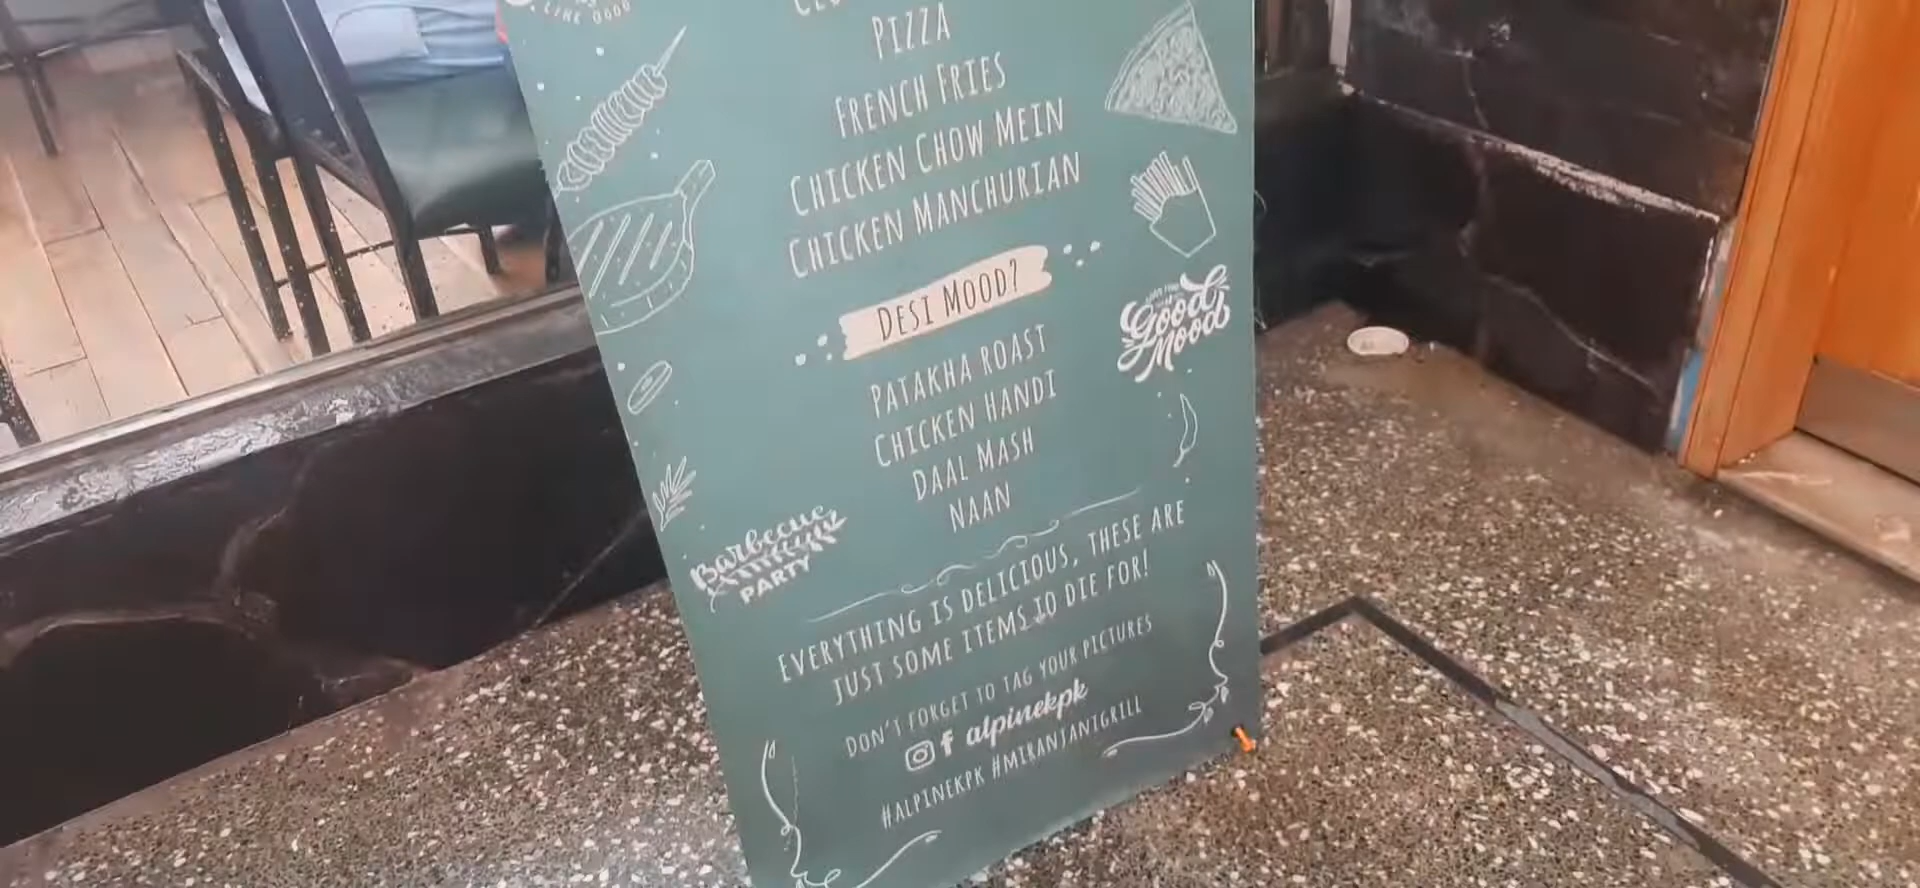 PIZZA
FRENCH FRIES
CHICKEN CHOW MEIN
CHICKEN MANCHURIAN
DESI MOOD?
Good
Mood
PATAKHA ROAST
CHICKEN HANDI
DAAL MASH
NAAN
Barbecue
PARTY
EVERYTHING IS DELICIOUS, THESE ARE
JUST SOME ITEMS TO DIE FOR!
DON'T FORGET TO TAG YOUR PICTURES
alpinekpk
#ALPINEKPK #MIRANJANIGRILL